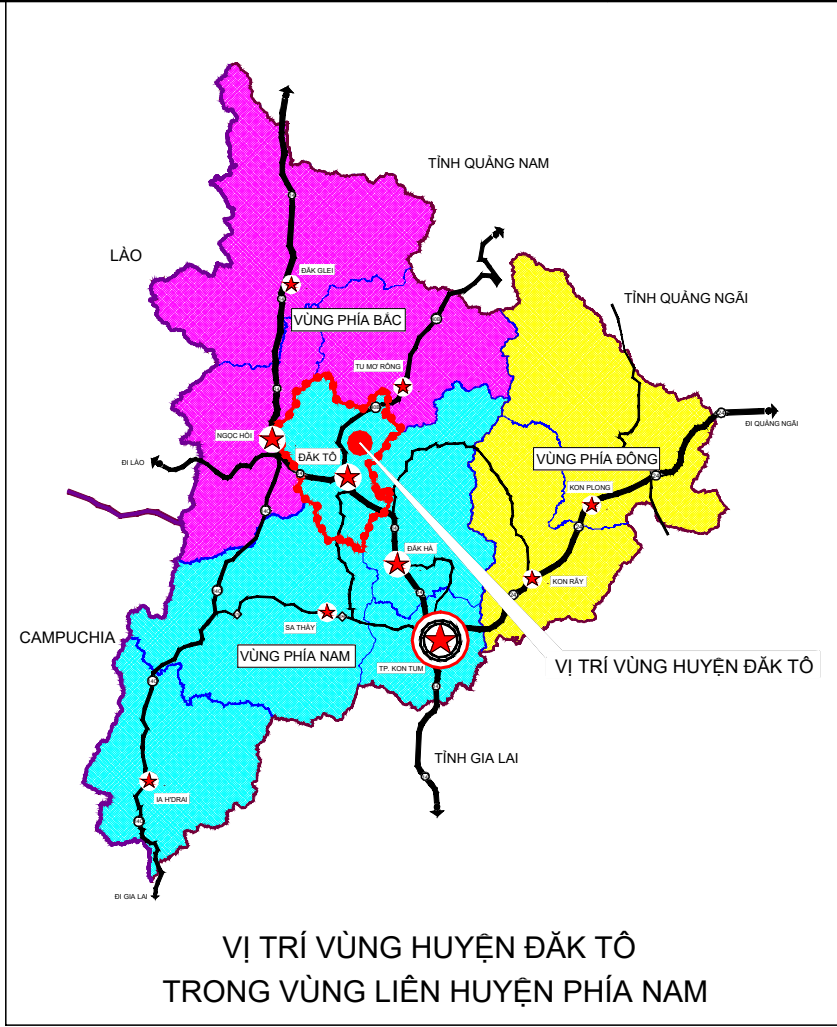 TỈNH QUẢNG NAM
LÀO
ĐĂK GLEI
TỈNH QUẢNG NGÃI
VÙNG PHÍA BẮC
TU MƠ RÔNG
ĐI QUẢNG NGÃI
NGỌC HỒI
ĐĂK TÔ
VÙNG PHÍA ĐÔNG
ĐI LÀO
KON PLONG
ĐĂK HÀ
KON RẪY
SA THẦY
CAMPUCHIA
VÙNG PHÍA NAM
TP. KON TUM
VỊ TRÍ VÙNG HUYỆN ĐĂK TÔ
TỈNH GIA LAI
IA H'DRAI
ĐI GIA LAI
VỊ TRÍ VÙNG HUYỆN ĐĂK TÔ
TRONG VÙNG LIÊN HUYỆN PHÍA NAM